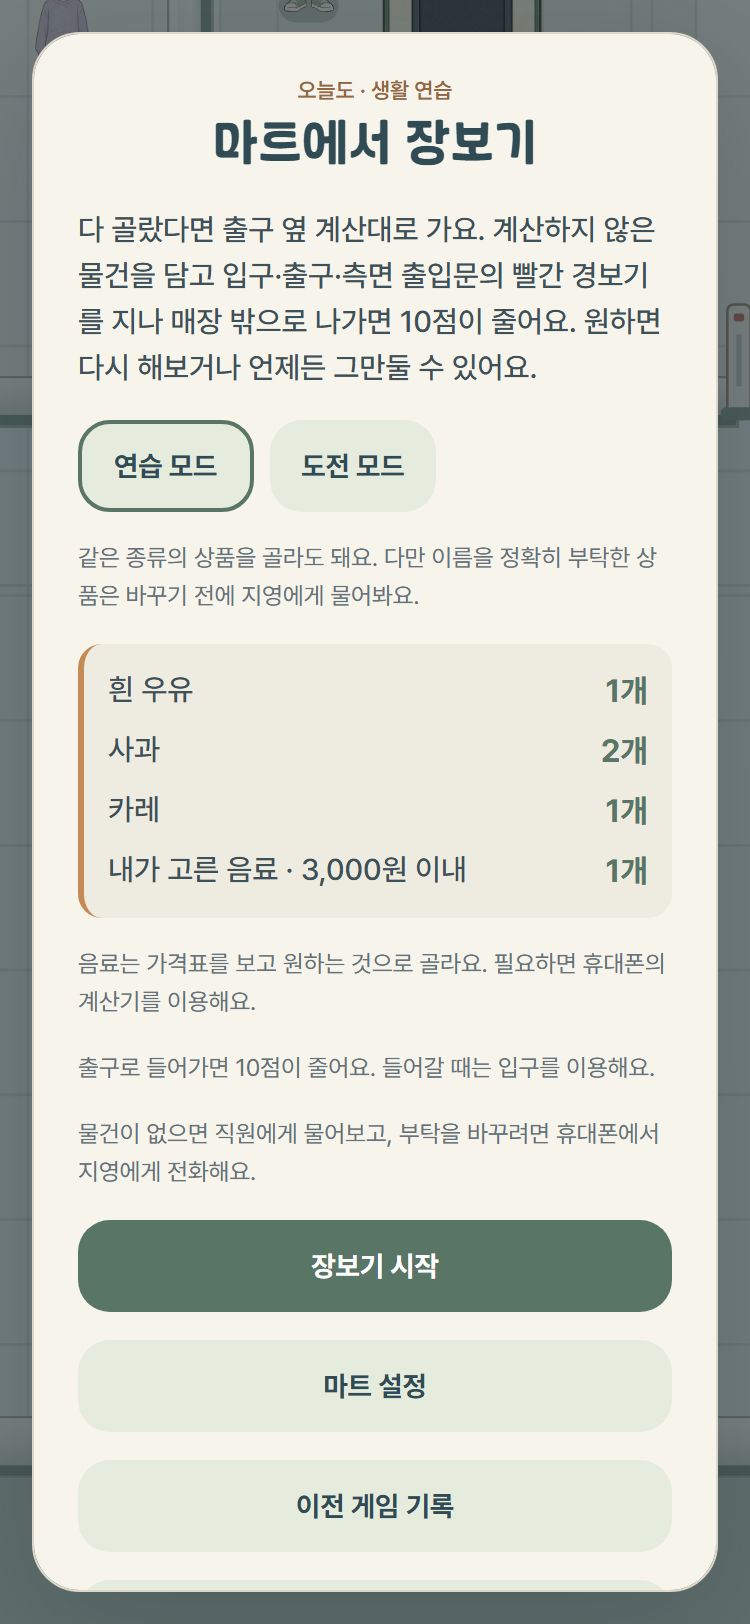 오늘도 · 생활 연습
마트에서 장보기
다 골랐다면 출구 옆 계산대로 가요. 계산하지 않은
물건을 담고 입구·출구·측면 출입문의 빨간 경보기
를 지나 매장 밖으로 나가면 10점이 줄어요. 원하면
다시 해보거나 언제든 그만둘 수 있어요.
연습 모드
도전 모드
같은 종류의 상품을 골라도 돼요. 다만 이름을 정확히 부탁한 상
품은 바꾸기 전에 지영에게 물어봐요.
흰 우유 1개
사과 2개
카레 1개
내가 고른 음료 · 3,000원 이내 1개
음료는 가격표를 보고 원하는 것으로 골라요. 필요하면 휴대폰의
계산기를 이용해요.
출구로 들어가면 10점이 줄어요. 들어갈 때는 입구를 이용해요.
물건이 없으면 직원에게 물어보고, 부탁을 바꾸려면 휴대폰에서
지영에게 전화해요.
장보기 시작
마트 설정
이전 게임 기록